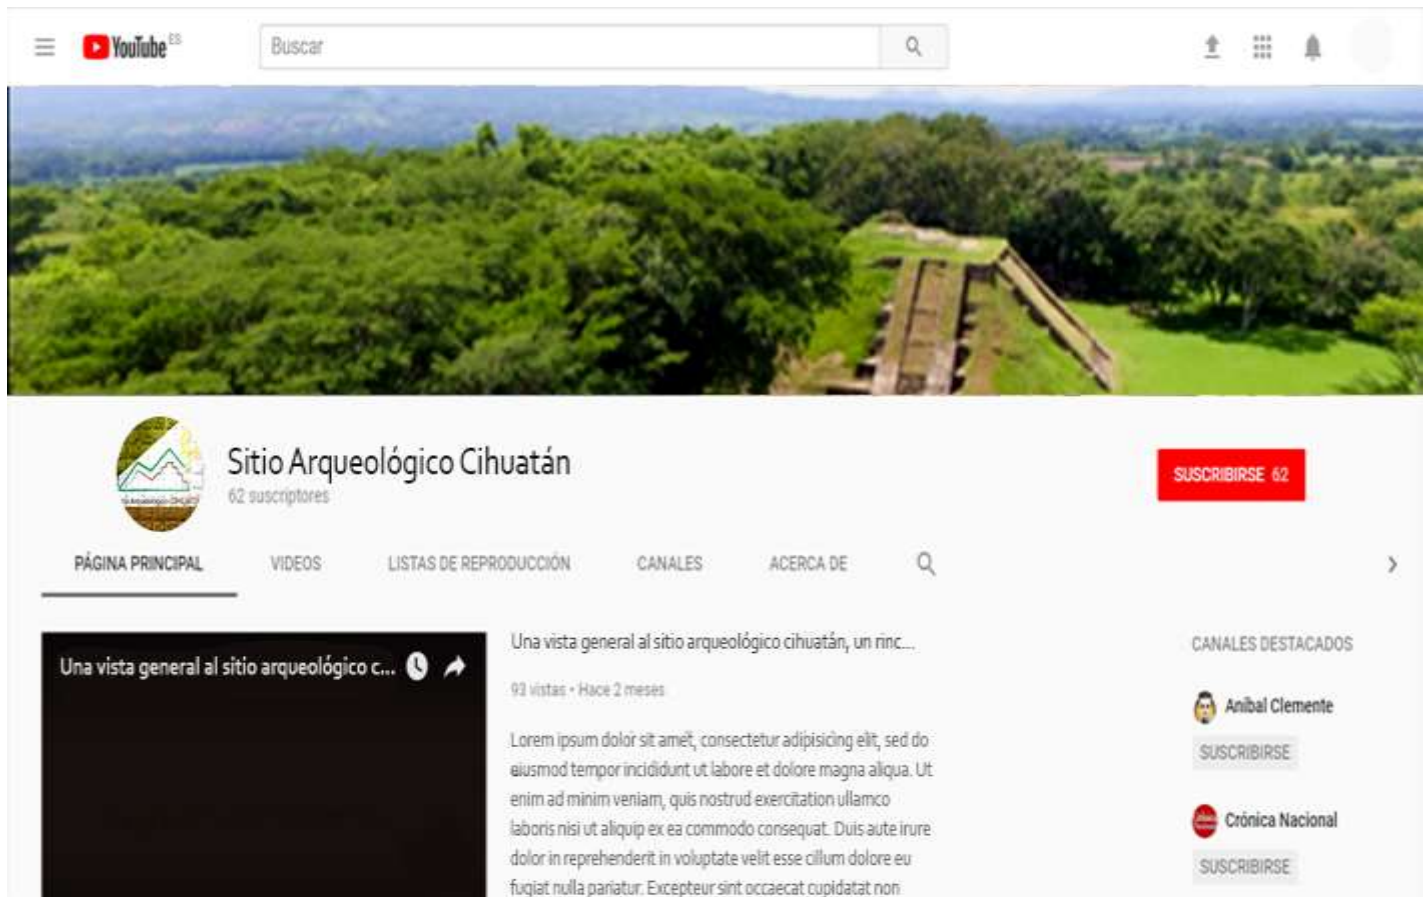 YouTube ES
Buscar
Sitio Arqueológico Cihuatán
62 suscriptores
SUSCRIBIRSE 62
PÁGINA PRINCIPAL
VIDEOS
LISTAS DE REPRODUCCIÓN
CANALES
ACERCA DE
Una vista general al sitio arqueológico c...
Una vista general al sitio arqueológico cihuatán, un rinc...
93 vistas • Hace 2 meses
Lorem ipsum dolor sit amet, consectetur adipisicing elit, sed do
eiusmod tempor incididunt ut labore et dolore magna aliqua. Ut
enim ad minim veniam, quis nostrud exercitation ullamco
laboris nisi ut aliquip ex ea commodo consequat. Duis aute irure
dolor in reprehenderit in voluptate velit esse cillum dolore eu
fugiat nulla pariatur. Excepteur sint occaecat cupidatat non
CANALES DESTACADOS
Aníbal Clemente
SUSCRIBIRSE
Crónica Nacional
SUSCRIBIRSE